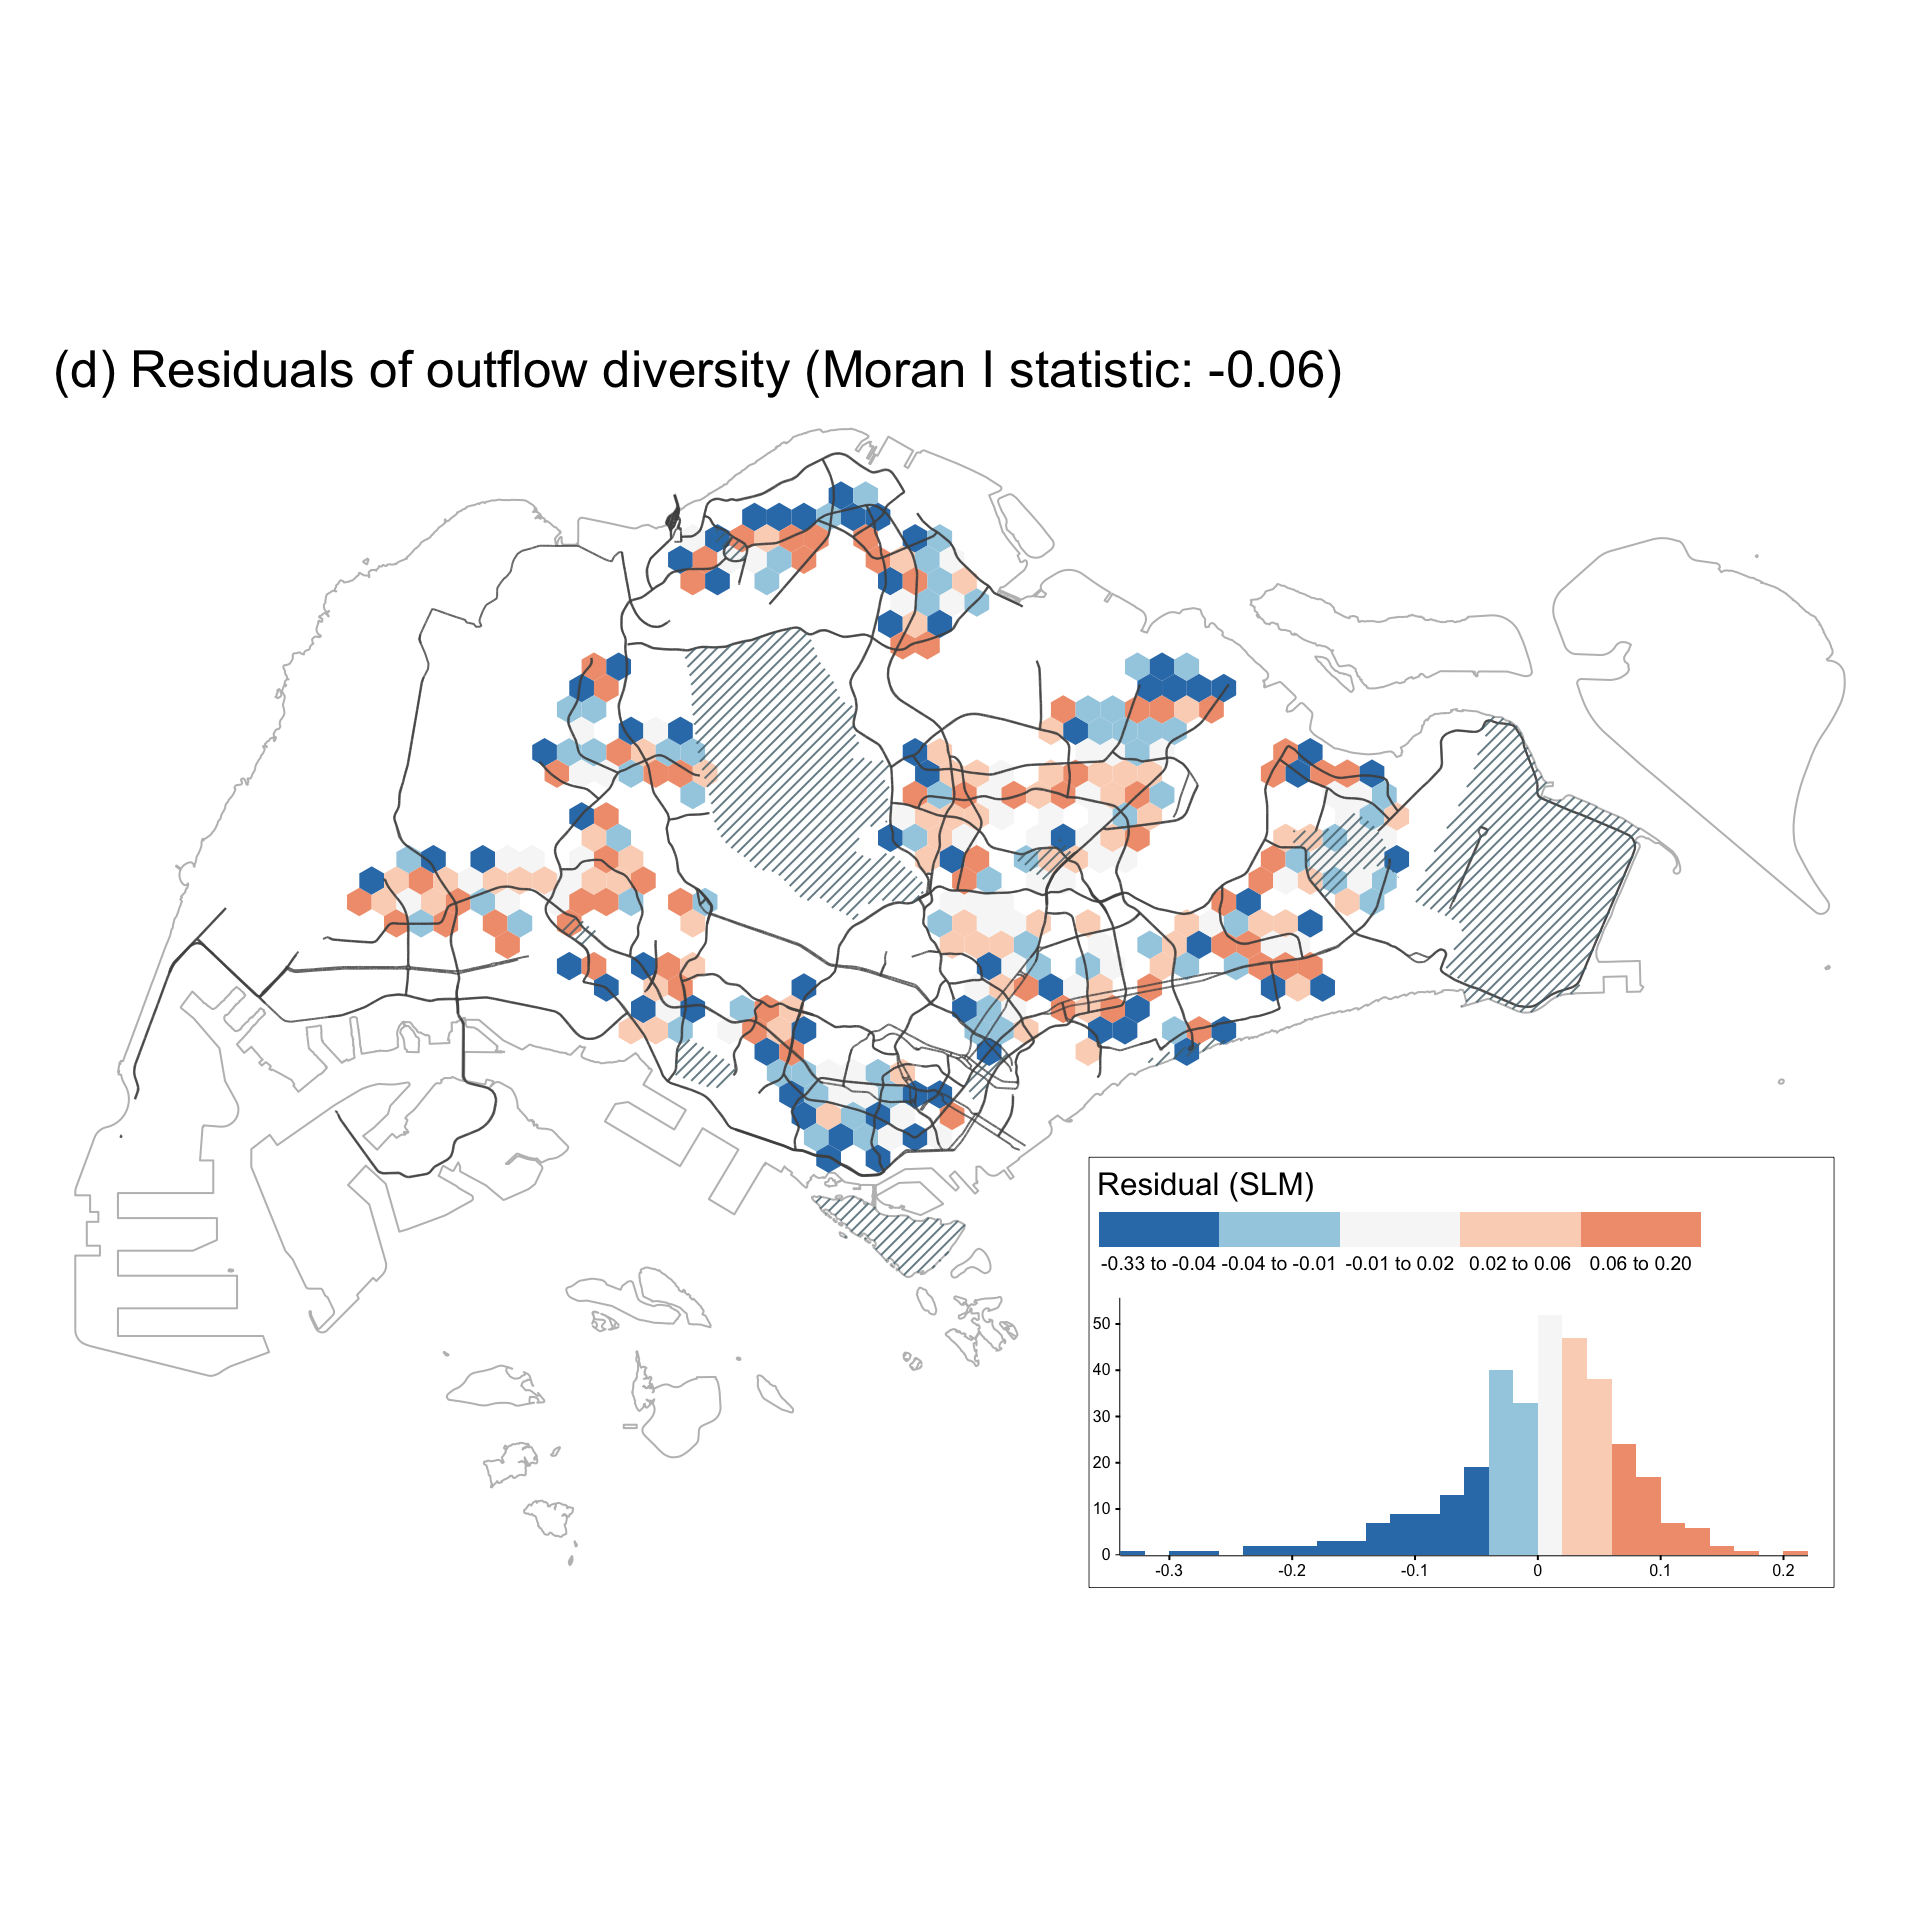 (d) Residuals of outflow diversity (Moran I statistic: -0.06)
Residual (SLM)
-0.33 to -0.04 -0.04 to -0.01 -0.01 to 0.02 0.02 to 0.06 0.06 to 0.20
50
40
30
20
10
0
-0.3 -0.2 -0.1 0 0.1 0.2